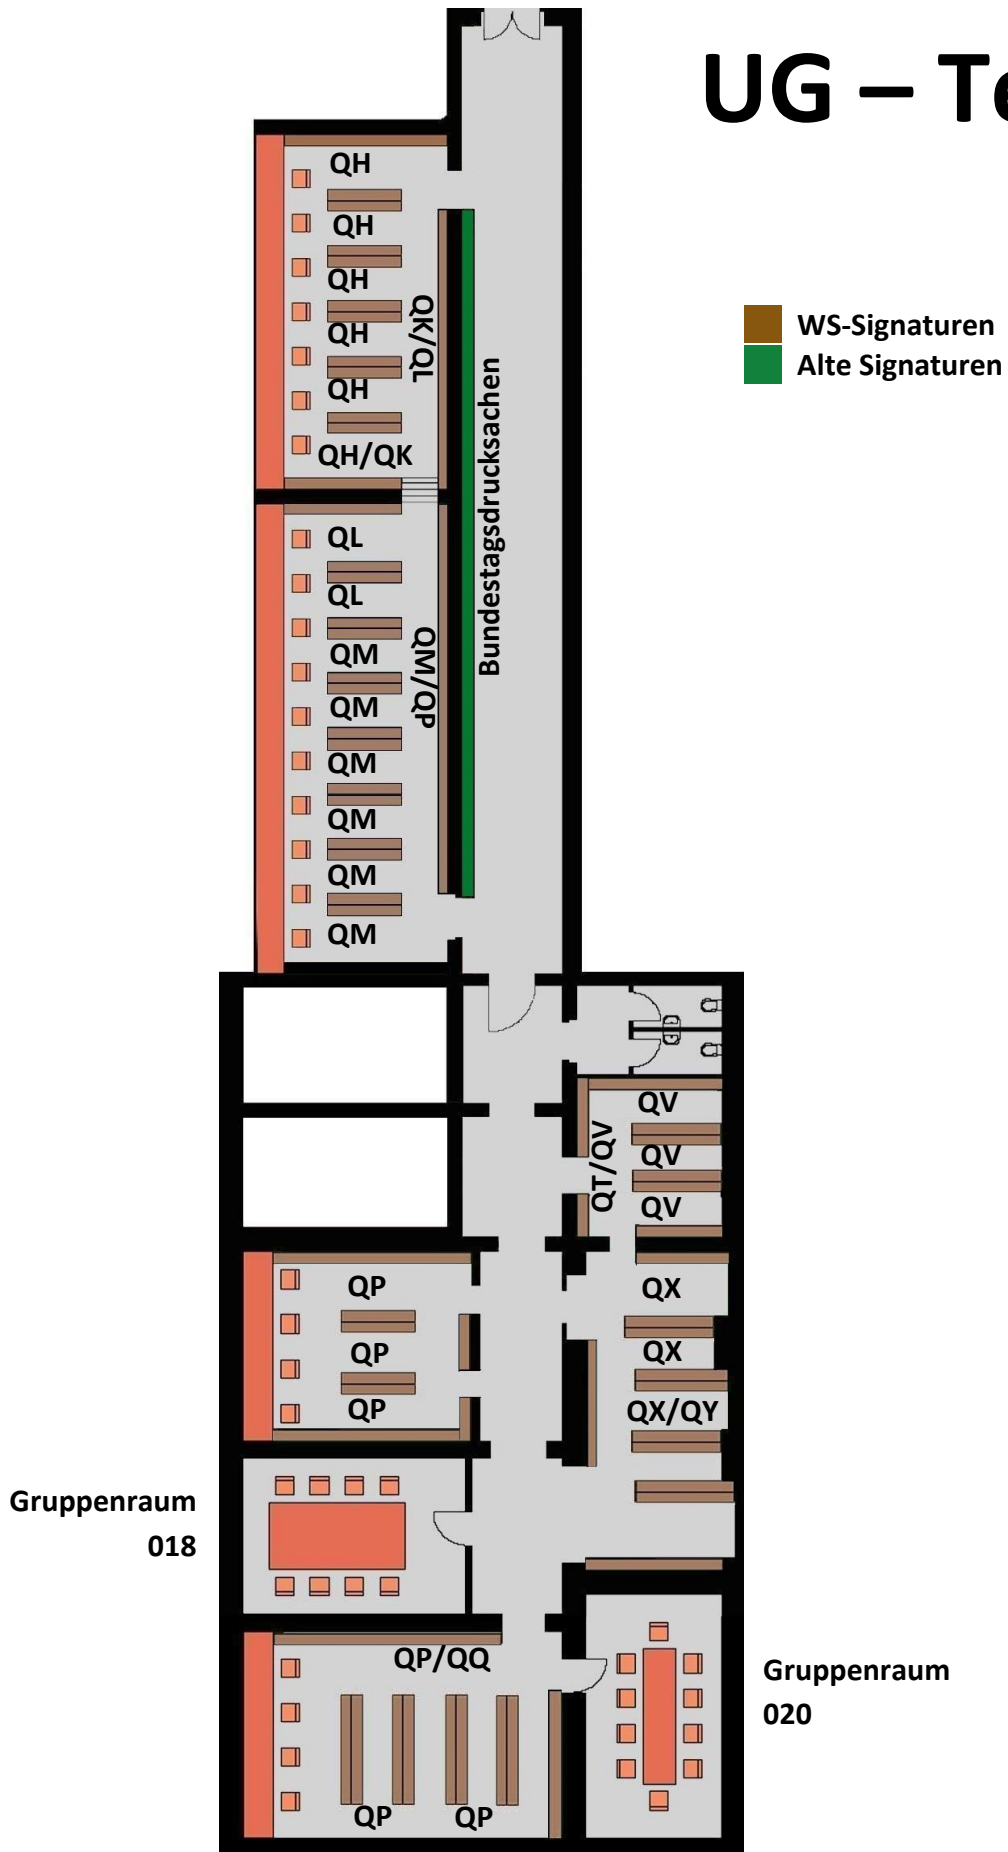 UG – Te
WS-Signaturen
Alte Signaturen
QH
QH
QH
QH
QH
QH/QK
QK/QL
Bundestagsdrucksachen
QL
QL
QM
QM
QM
QM
QM
QM
QM/QP
QV
QV
QV
QT/QV
QP
QP
QP
QX
QX
QX/QY
Gruppenraum
018
QP/QQ
QP
QP
Gruppenraum
020